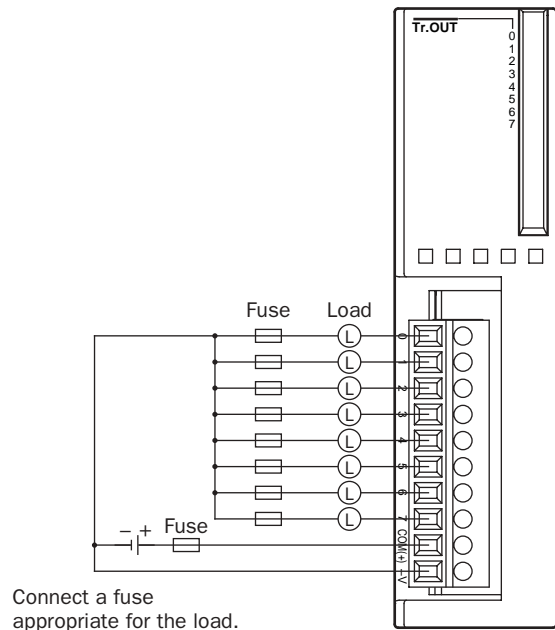 Tr.OUT
0
1
2
3
4
5
6
7
Fuse Load
L 0
L 1
L 2
L 3
L 4
L 5
L 6
L 7
– + Fuse COM(+)
–V
Connect a fuse
appropriate for the load.